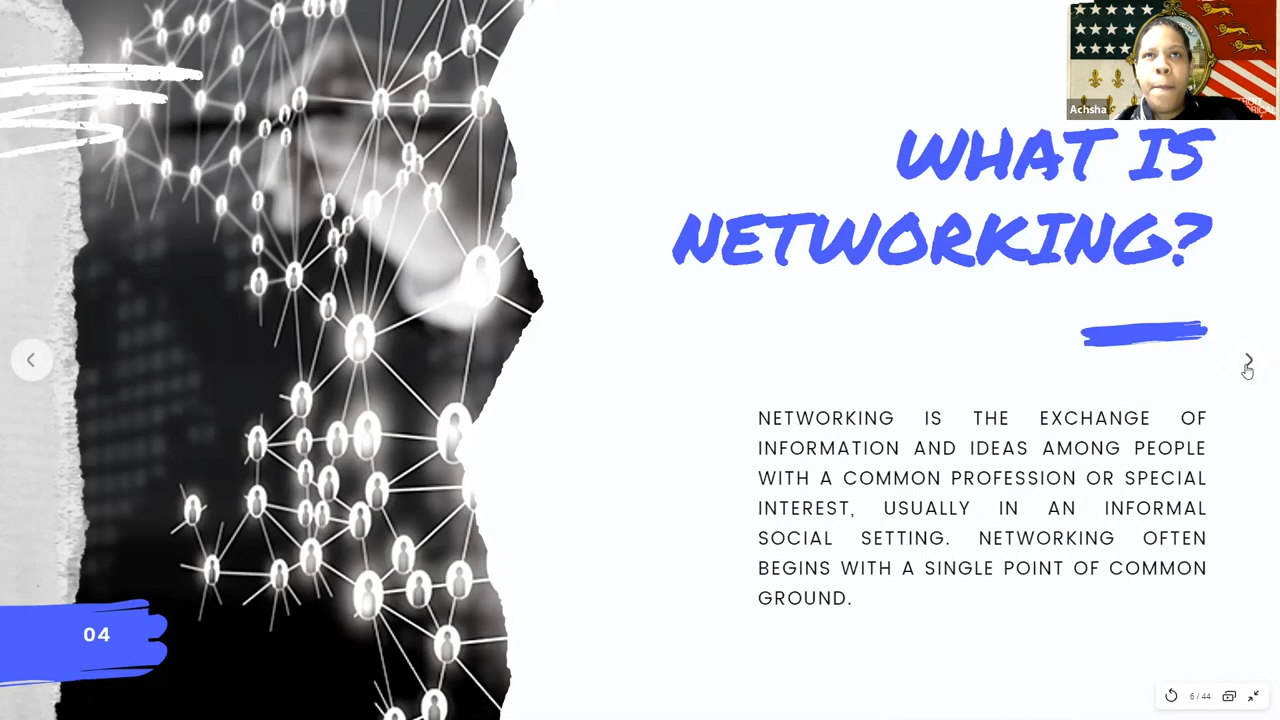 Achsha
WHAT IS
NETWORKING?
NETWORKING IS THE EXCHANGE OF
INFORMATION AND IDEAS AMONG PEOPLE
WITH A COMMON PROFESSION OR SPECIAL
INTEREST, USUALLY IN AN INFORMAL
SOCIAL SETTING. NETWORKING OFTEN
BEGINS WITH A SINGLE POINT OF COMMON
GROUND.
04
6 / 44